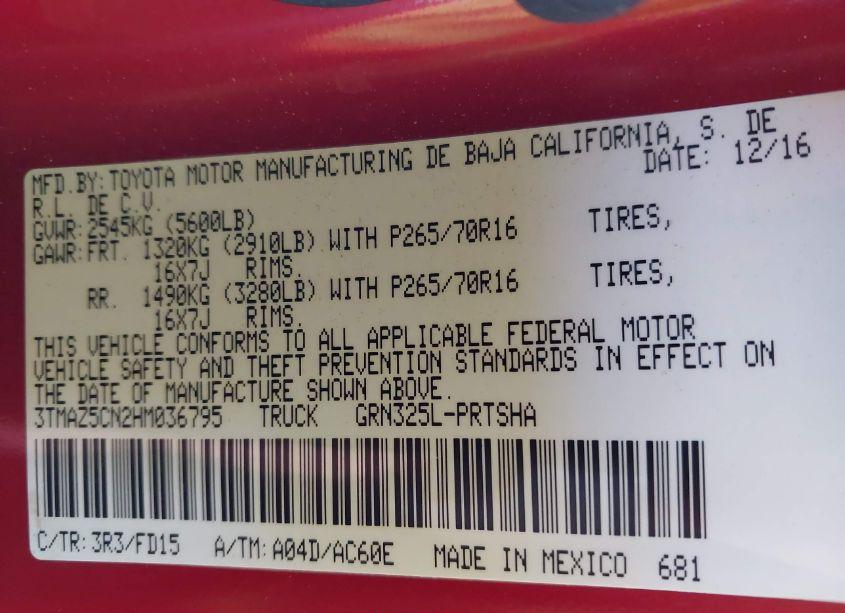 MFD.BY:TOYOTA MOTOR MANUFACTURING DE BAJA CALIFORNIA, S. DE
R.L. DE C.V. DATE: 12/16
GVWR:2545KG (5600LB)
GAWR:FRT. 1320KG (2910LB) WITH P265/70R16 TIRES,
16X7J RIMS.
RR. 1490KG (3280LB) WITH P265/70R16 TIRES,
16X7J RIMS.
THIS VEHICLE CONFORMS TO ALL APPLICABLE FEDERAL MOTOR
VEHICLE SAFETY AND THEFT PREVENTION STANDARDS IN EFFECT ON
THE DATE OF MANUFACTURE SHOWN ABOVE.
3TMAZ5CN2HM036795 TRUCK GRN325L-PRTSHA
C/TR:3R3/FD15 A/TM:A04D/AC60E MADE IN MEXICO 681